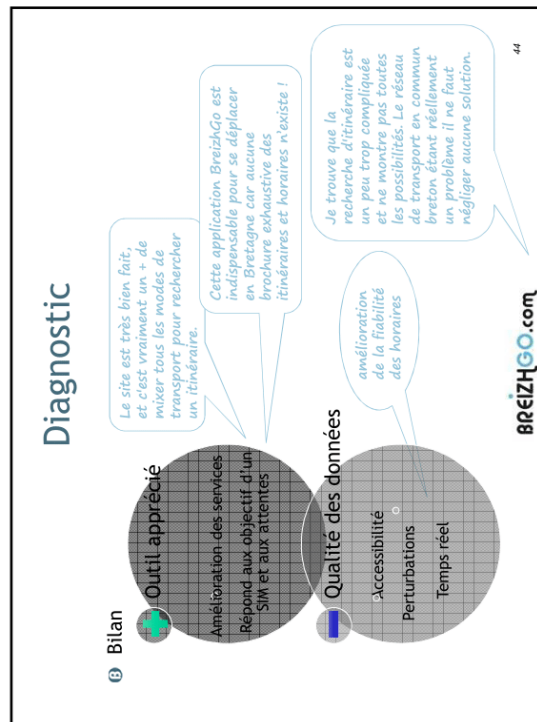 Diagnostic
B Bilan
Outil apprécié
Amélioration des services
Répond aux objectif d'un
SIM et aux attentes
Qualité des données
Accessibilité
Perturbations
Temps réel
Le site est très bien fait,
et c'est vraiment un + de
mixer tous les modes de
transport pour rechercher
un itinéraire.
Cette application BreizhGo est
indispensable pour se déplacer
en Bretagne car aucune
brochure exhaustive des
itinéraires et horaires n'existe !
amélioration
de la fiabilité
des horaires
Je trouve que la
recherche d'itinéraire est
un peu trop compliquée
et ne montre pas toutes
les possibilités. Le réseau
de transport en commun
breton étant réellement
un problème il ne faut
négliger aucune solution.
BREIZHGO.com
44